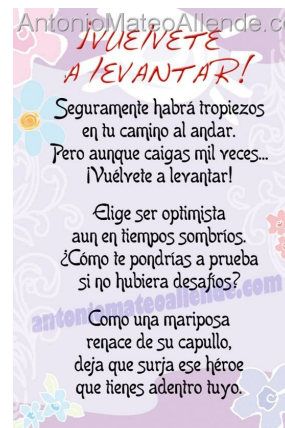 AntonioMateoAllende.co
¡VUELVETE
A LEVANTAR!
Seguramente habrá tropiezos
en tu camino al andar.
Pero aunque caigas mil veces...
¡Vuélvete a levantar!
Elige ser optimista
aun en tiempos sombríos.
¿Cómo te pondrías a prueba
si no hubiera desafíos?
antoniomateoallende.com
Como una mariposa
renace de su capullo,
deja que surja ese héroe
que tienes adentro tuyo.